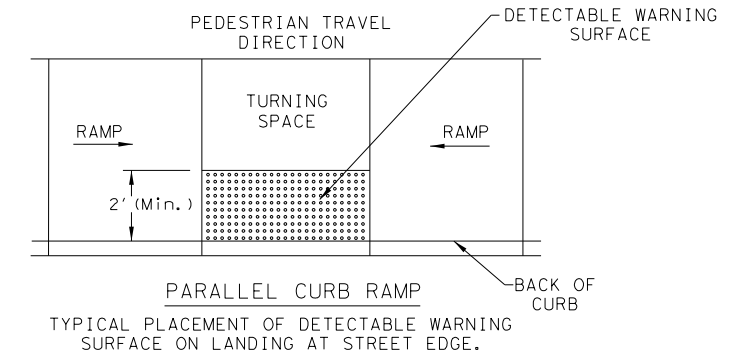 PEDESTRIAN TRAVEL
DIRECTION
DETECTABLE WARNING
SURFACE
TURNING
SPACE
RAMP
RAMP
2' (Min.)
BACK OF
CURB
PARALLEL CURB RAMP
TYPICAL PLACEMENT OF DETECTABLE WARNING
SURFACE ON LANDING AT STREET EDGE.